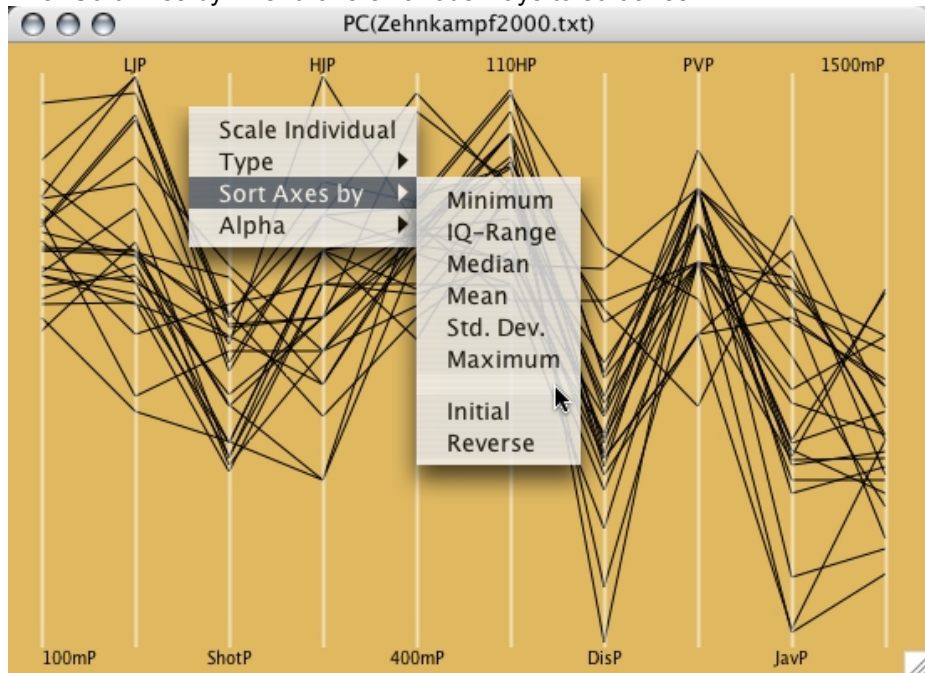 PC(Zehnkampf2000.txt)
LJP HJP 110HP PVP 1500mP
Scale Individual
Type
Sort Axes by
Alpha
Minimum
IQ-Range
Median
Mean
Std. Dev.
Maximum
Initial
Reverse
100mP ShotP 400mP DisP JavP